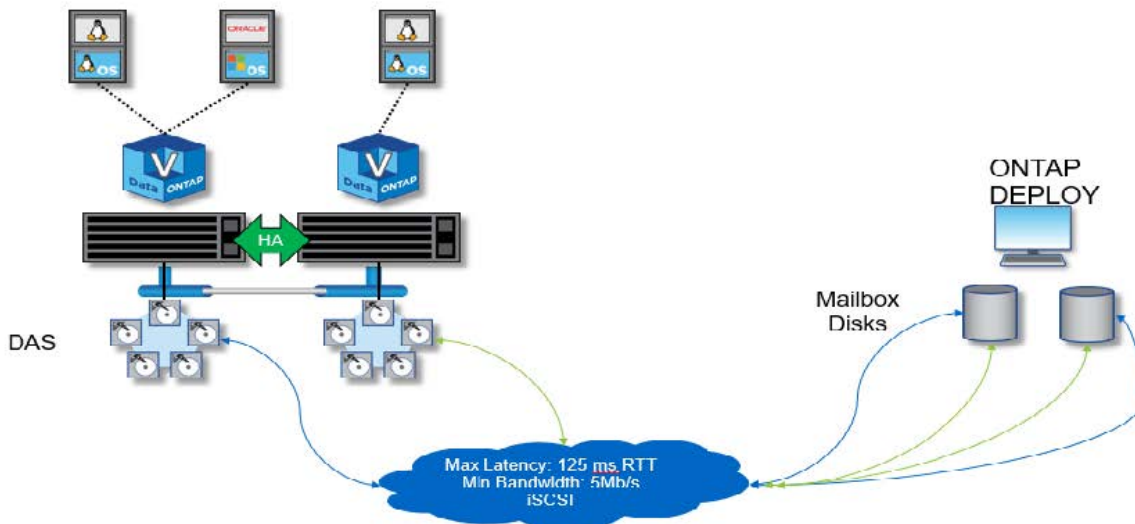 ORACLE
OS
OS
OS
V
Data ONTAP
V
Data ONTAP
HA
ONTAP
DEPLOY
Mailbox
Disks
DAS
Max Latency: 125 ms RTT
Min Bandwidth: 5Mb/s
iSCSI